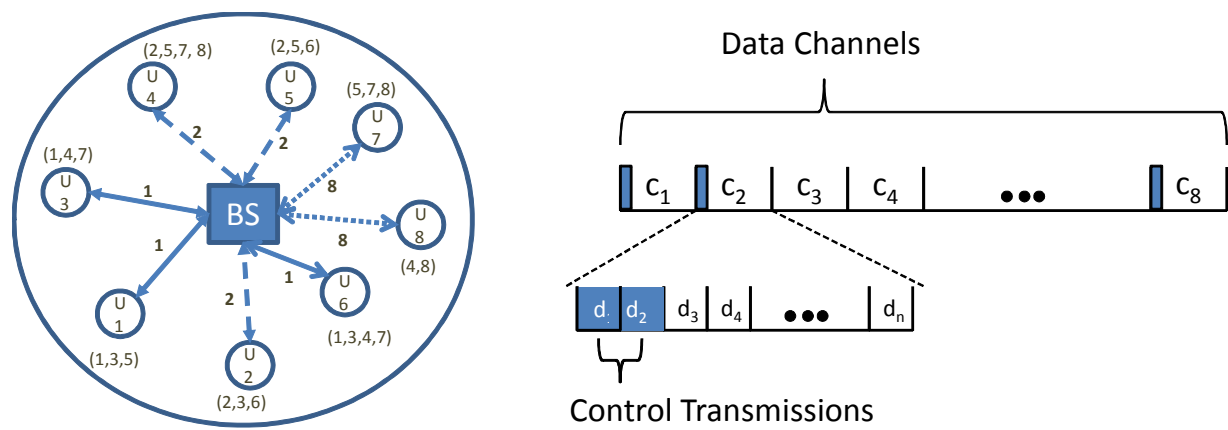 (2,5,7, 8)
U
4
(2,5,6)
U
5
(5,7,8)
U
7
2
2
8
(1,4,7)
U
3
1
BS
8
U
8
(4,8)
1
2
1
U
6
(1,3,4,7)
U
1
(1,3,5)
U
2
(2,3,6)
Data Channels
c1 c2 c3 c4 ●●● c8
d d2 d3 d4 ●●● dn
Control Transmissions